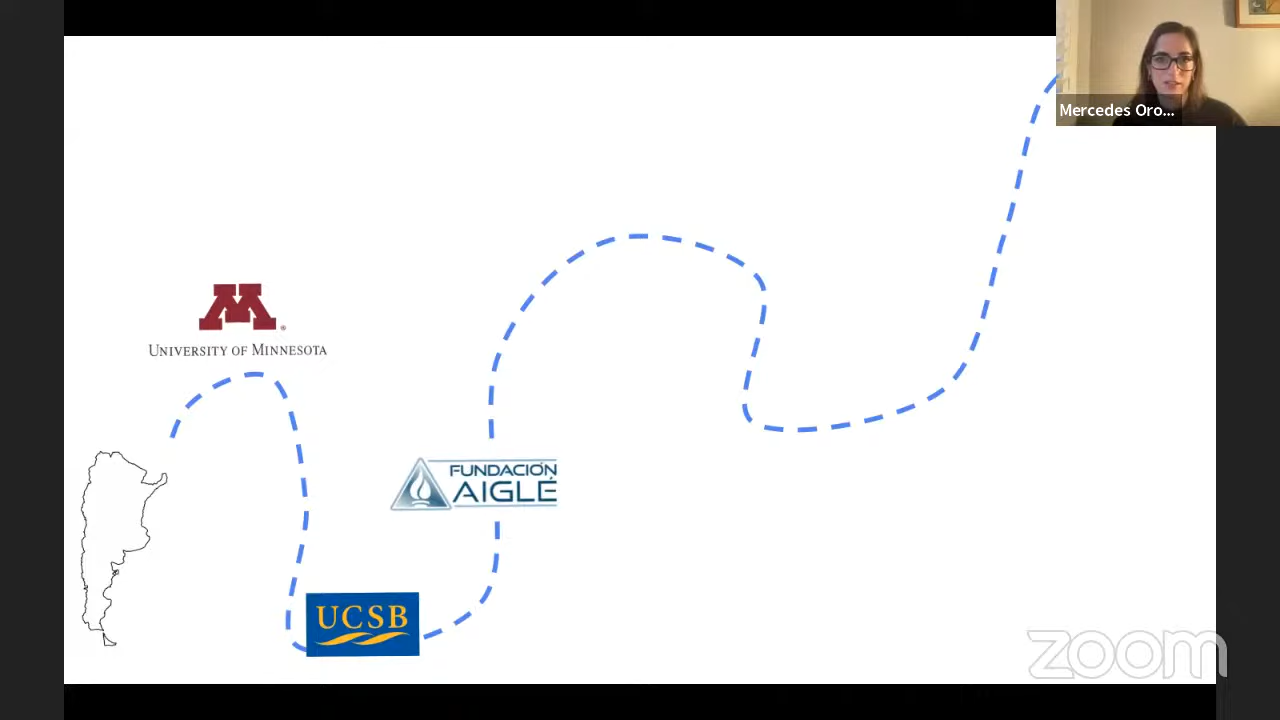 Mercedes Oro...
UNIVERSITY OF MINNESOTA
FUNDACIÓN
AIGLÉ
UCSB
zoom